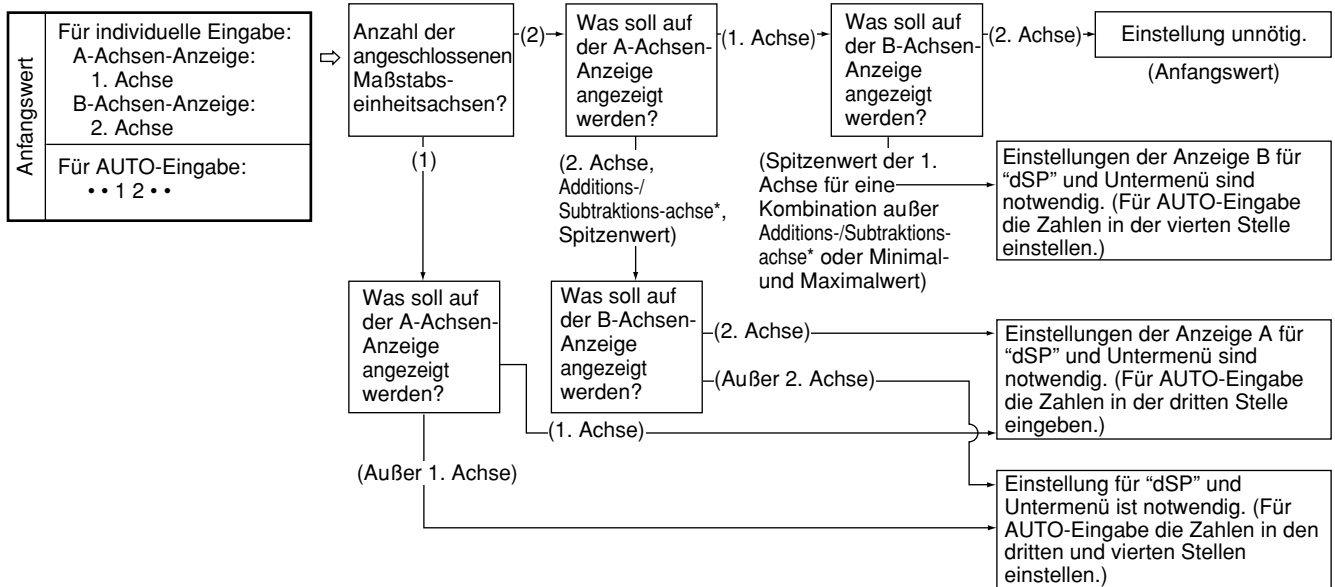 Anfangswert
Für individuelle Eingabe:
A-Achsen-Anzeige:
1. Achse
B-Achsen-Anzeige:
2. Achse
Für AUTO-Eingabe:
• • 1 2 • •
Anzahl der
angeschlossenen
Maßstabs-
einheitsachsen?
(2)
Was soll auf
der A-Achsen-
Anzeige
angezeigt
werden?
(1. Achse)
Was soll auf
der B-Achsen-
Anzeige
angezeigt
werden?
(2. Achse)
Einstellung unnötig.
(Anfangswert)
(1)
(2. Achse,
Additions-/
Subtraktions-achse*,
Spitzenwert)
(Spitzenwert der 1.
Achse für eine
Kombination außer
Additions-/Subtraktions-
achse* oder Minimal-
und Maximalwert)
Einstellungen der Anzeige B für
“dSP” und Untermenü sind
notwendig. (Für AUTO-Eingabe
die Zahlen in der vierten Stelle
einstellen.)
Was soll auf
der A-Achsen-
Anzeige
angezeigt
werden?
Was soll auf
der B-Achsen-
Anzeige
angezeigt
werden?
(2. Achse)
(Außer 2. Achse)
Einstellungen der Anzeige A für
“dSP” und Untermenü sind
notwendig. (Für AUTO-Eingabe
die Zahlen in der dritten Stelle
eingeben.)
(1. Achse)
(Außer 1. Achse)
Einstellung für “dSP” und
Untermenü ist notwendig. (Für
AUTO-Eingabe die Zahlen in den
dritten und vierten Stellen
einstellen.)